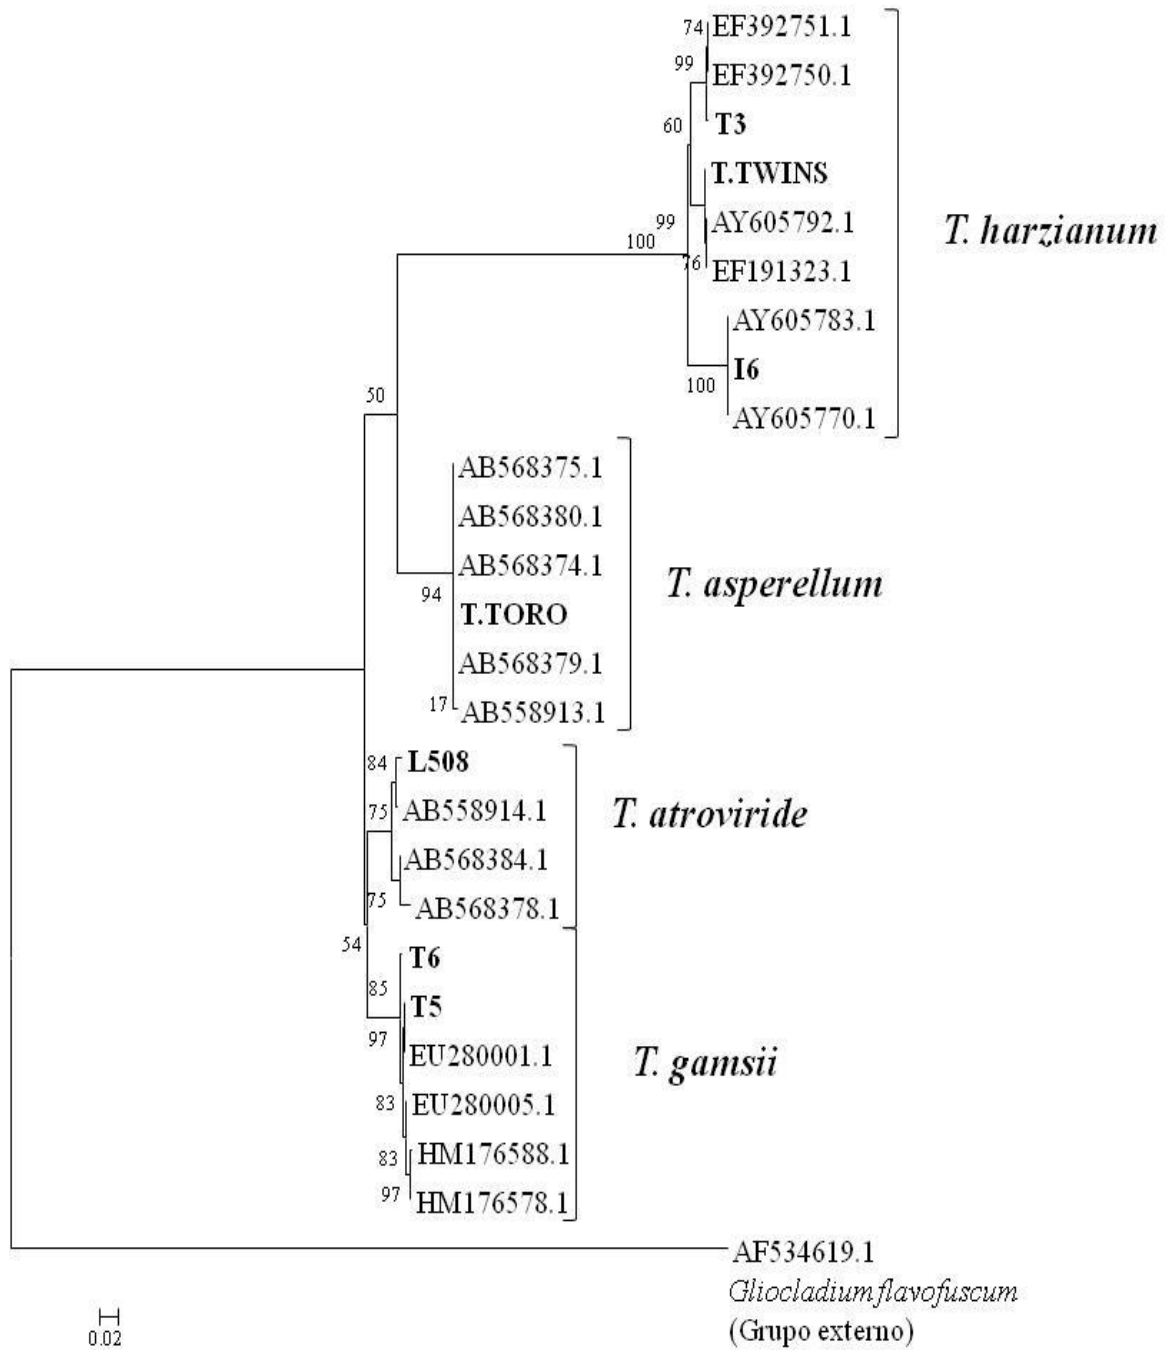 74
EF392751.1
99
EF392750.1
60
T3
T.TWINS
99
AY605792.1
T. harzianum
100
76
EF191323.1
AY605783.1
I6
100
50
AY605770.1
AB568375.1
AB568380.1
AB568374.1
94
T. asperellum
T.TORO
AB568379.1
17
AB558913.1
84
L508
75
AB558914.1
T. atroviride
AB568384.1
75
AB568378.1
54
T6
85
T5
97
EU280001.1
T. gamsii
83
EU280005.1
83
HM176588.1
97
HM176578.1
AF534619.1
Gliocladium flavofuscum
(Grupo externo)
0.02